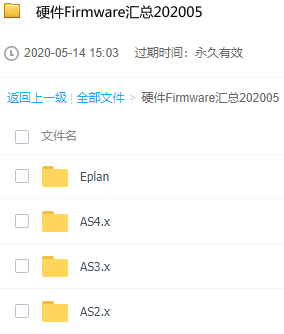 硬件Firmware汇总202005
2020-05-14 15:03 过期时间：永久有效
返回上一级 | 全部文件 > 硬件Firmware汇总202005
文件名
Eplan
AS4.x
AS3.x
AS2.x